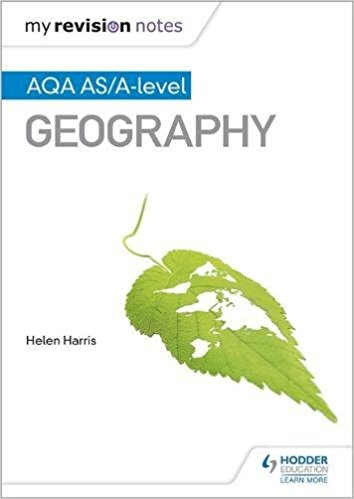 my revision notes
AQA AS/A-level
GEOGRAPHY
Helen Harris
HODDER
EDUCATION
LEARN MORE